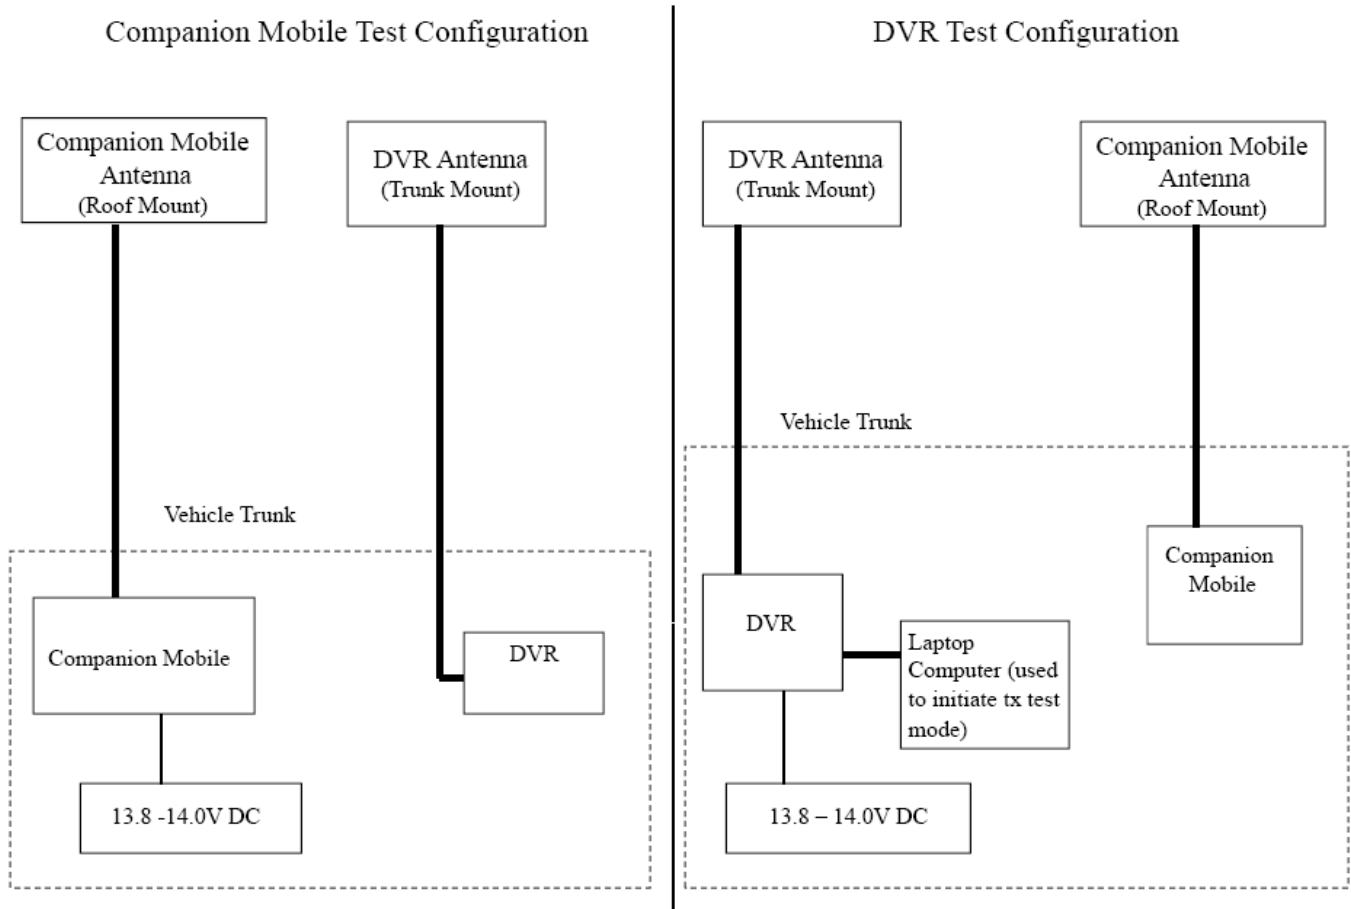 Companion Mobile Test Configuration
Companion Mobile
Antenna
(Roof Mount)
DVR Antenna
(Trunk Mount)
Vehicle Trunk
Companion Mobile
DVR
13.8 -14.0V DC
DVR Test Configuration
DVR Antenna
(Trunk Mount)
Companion Mobile
Antenna
(Roof Mount)
Vehicle Trunk
Companion
Mobile
DVR
Laptop
Computer (used
to initiate tx test
mode)
13.8 – 14.0V DC